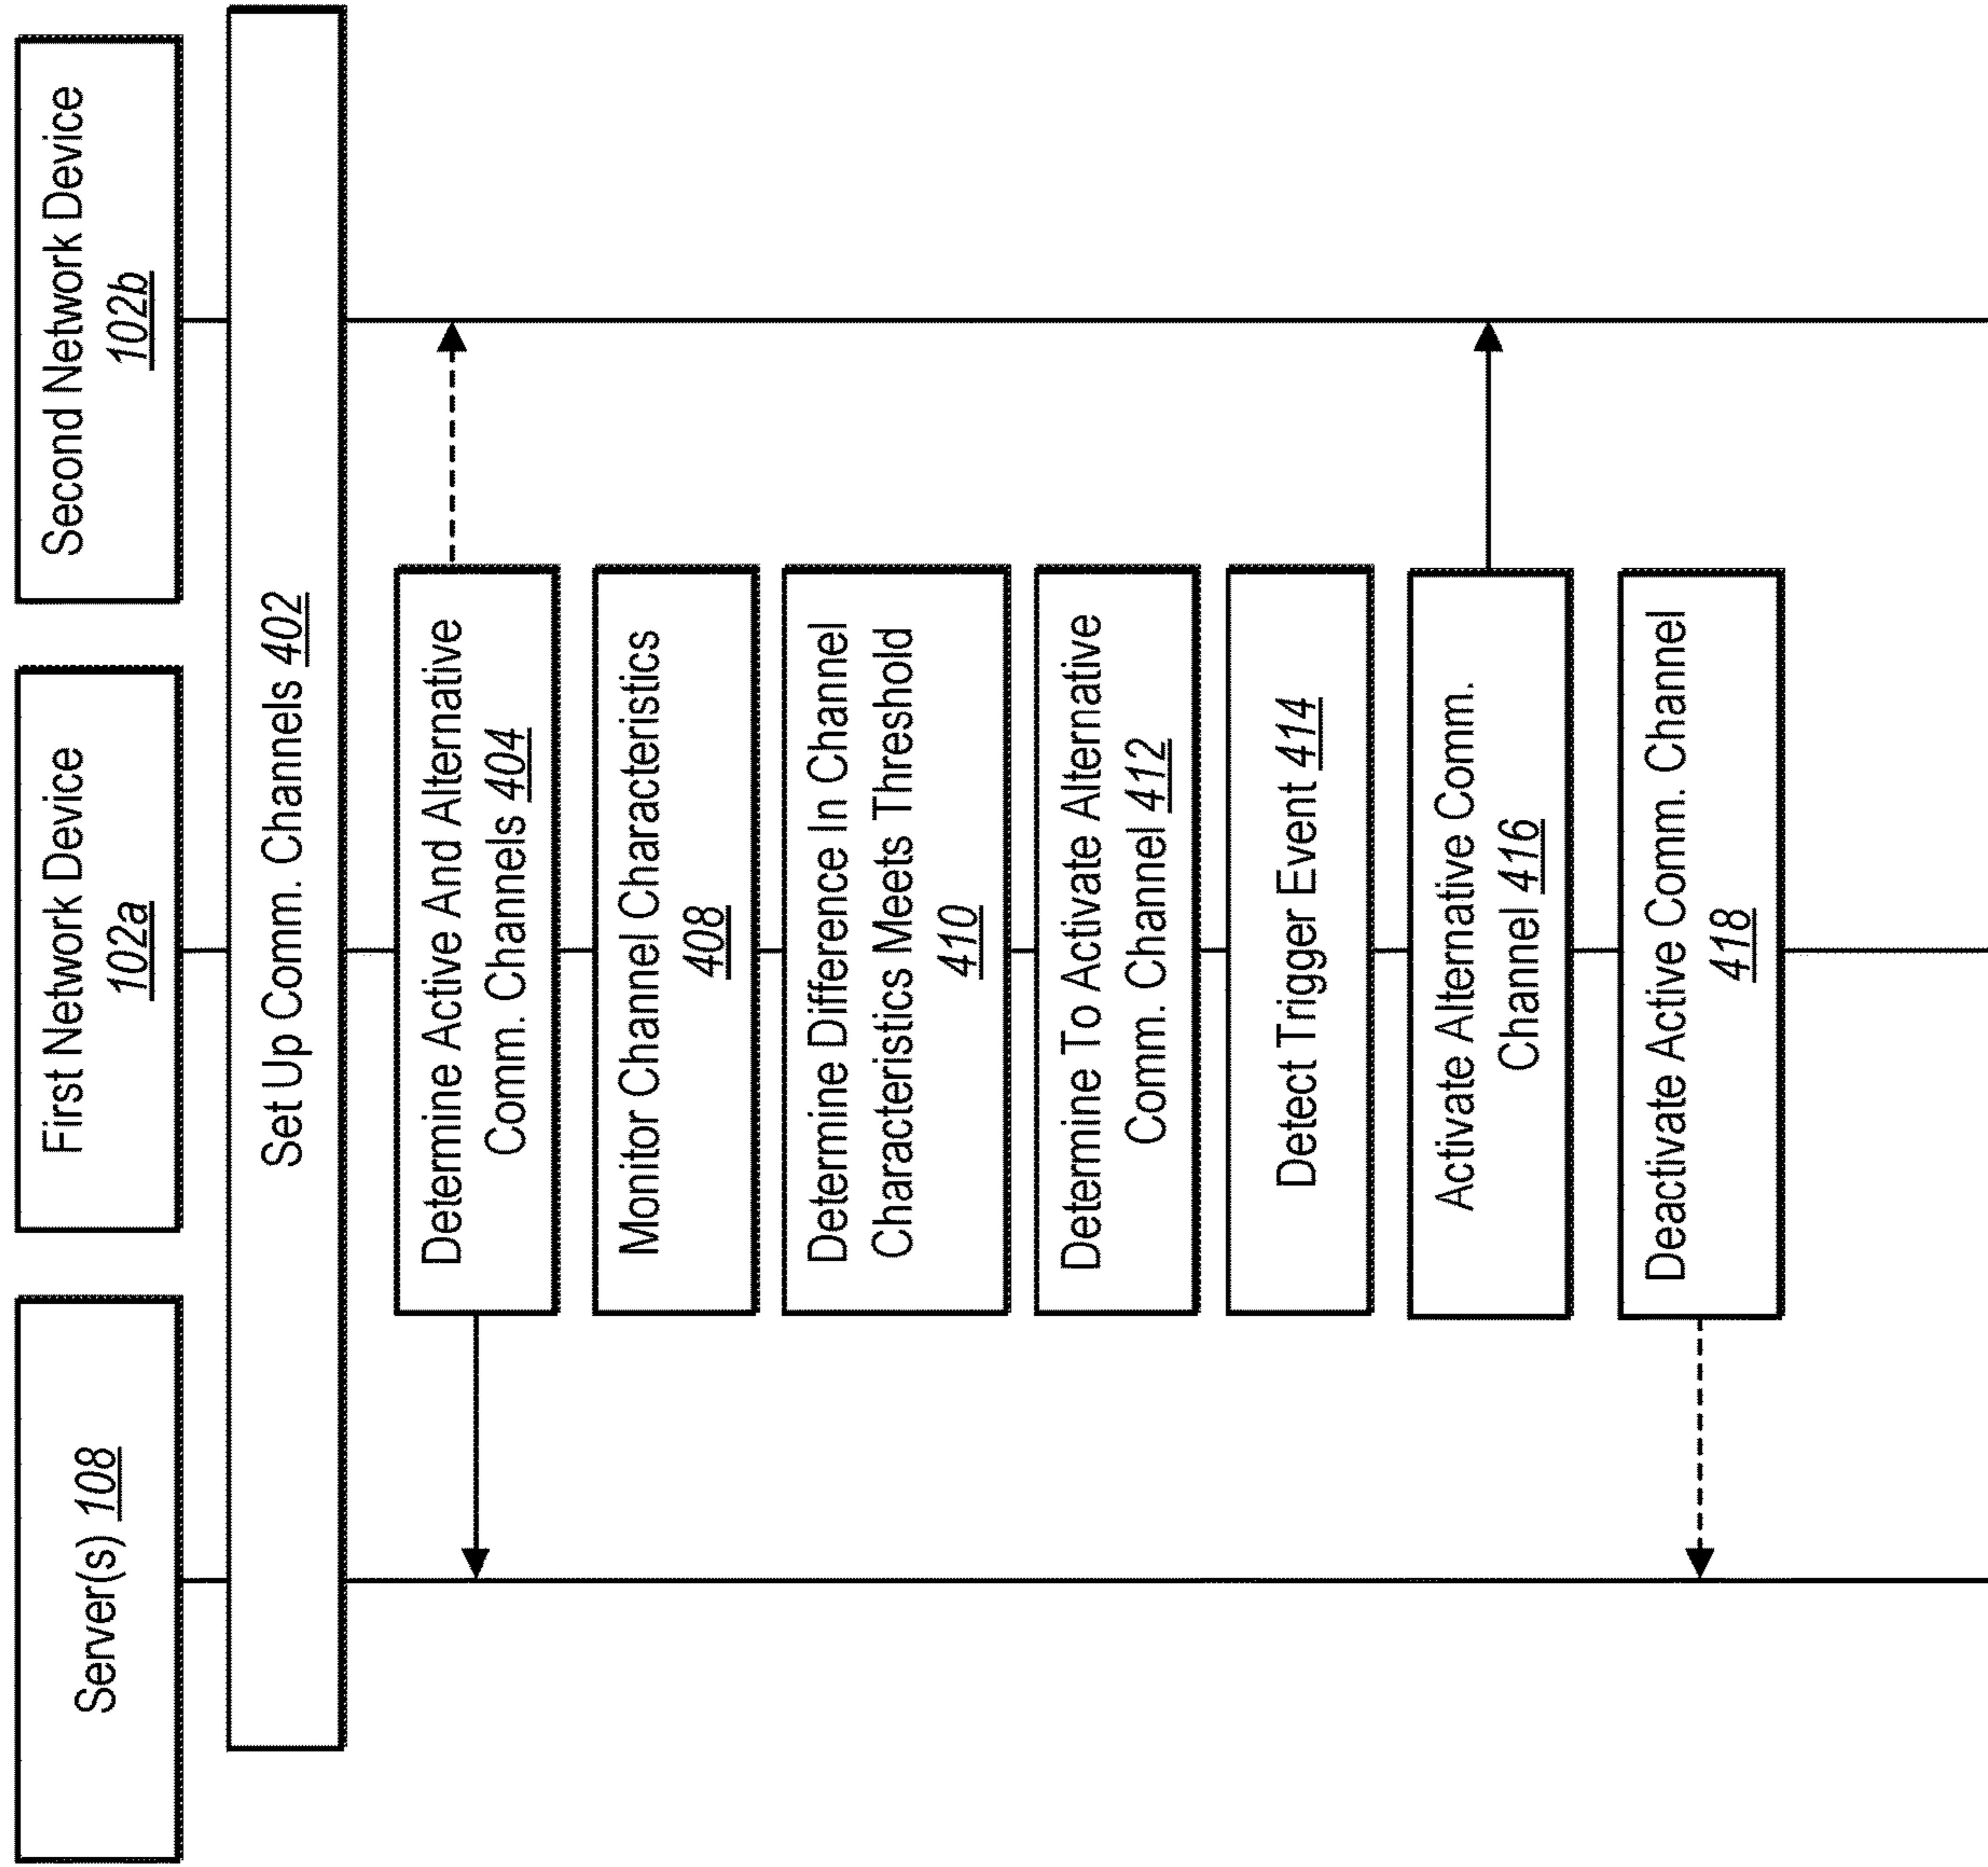 Server(s) 108
First Network Device
102a
Second Network Device
102b
Set Up Comm. Channels 402
Determine Active And Alternative
Comm. Channels 404
Monitor Channel Characteristics
408
Determine Difference In Channel
Characteristics Meets Threshold
410
Determine To Activate Alternative
Comm. Channel 412
Detect Trigger Event 414
Activate Alternative Comm.
Channel 416
Deactivate Active Comm. Channel
418